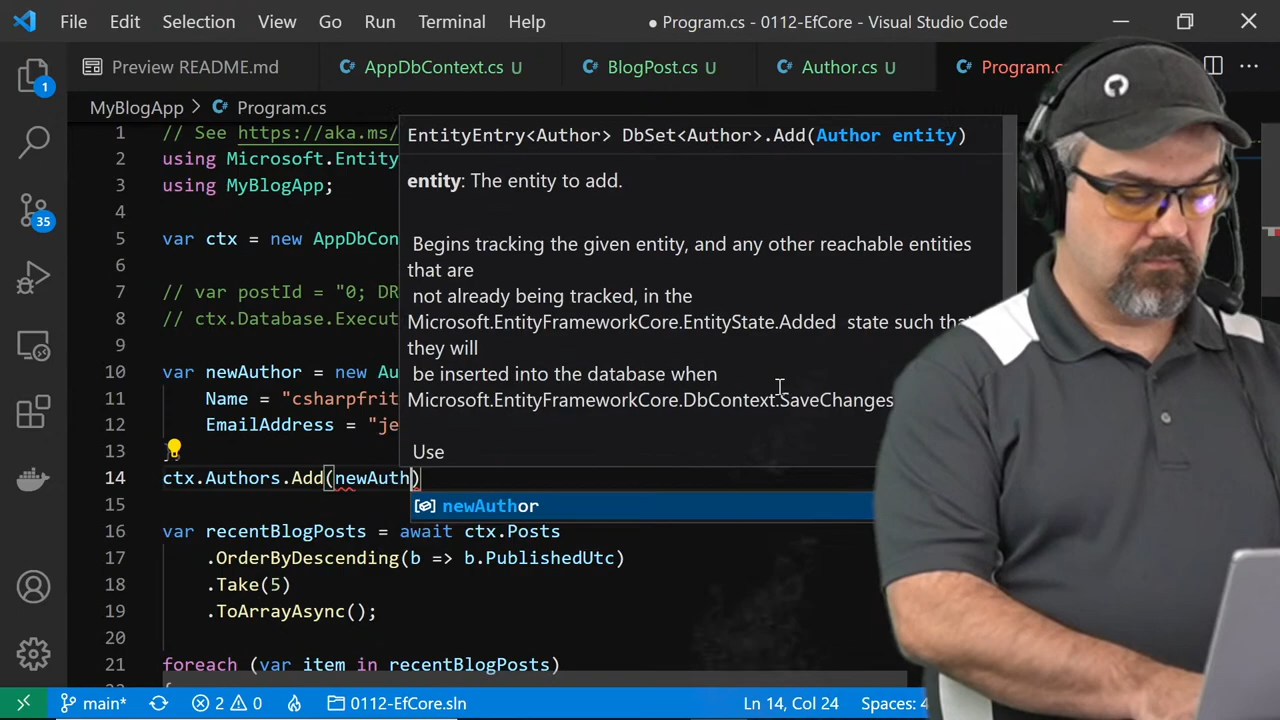 File Edit Selection View Go Run Terminal Help
● Program.cs - 0112-EfCore - Visual Studio Code
1
Preview README.md
AppDbContext.cs U
BlogPost.cs U
Author.cs U
Program.c
MyBlogApp > Program.cs
1 // See https://aka.ms/
2 using Microsoft.Entity
3 using MyBlogApp;
4
5 var ctx = new AppDbCon
6
7 // var postId = "0; DR
8 // ctx.Database.Execut
9
10 var newAuthor = new Au
11 Name = "csharpfrit
12 EmailAddress = "je
13 }
14 ctx.Authors.Add(newAuth)
15
16 var recentBlogPosts = await ctx.Posts
17 .OrderByDescending(b => b.PublishedUtc)
18 .Take(5)
19 .ToArrayAsync();
20
21 foreach (var item in recentBlogPosts)
EntityEntry<Author> DbSet<Author>.Add(Author entity)
entity: The entity to add.
Begins tracking the given entity, and any other reachable entities
that are
not already being tracked, in the
Microsoft.EntityFrameworkCore.EntityState.Added state such that
they will
be inserted into the database when
Microsoft.EntityFrameworkCore.DbContext.SaveChanges
Use
newAuthor
35
main* 2 0 0112-EfCore.sln Ln 14, Col 24 Spaces: 4